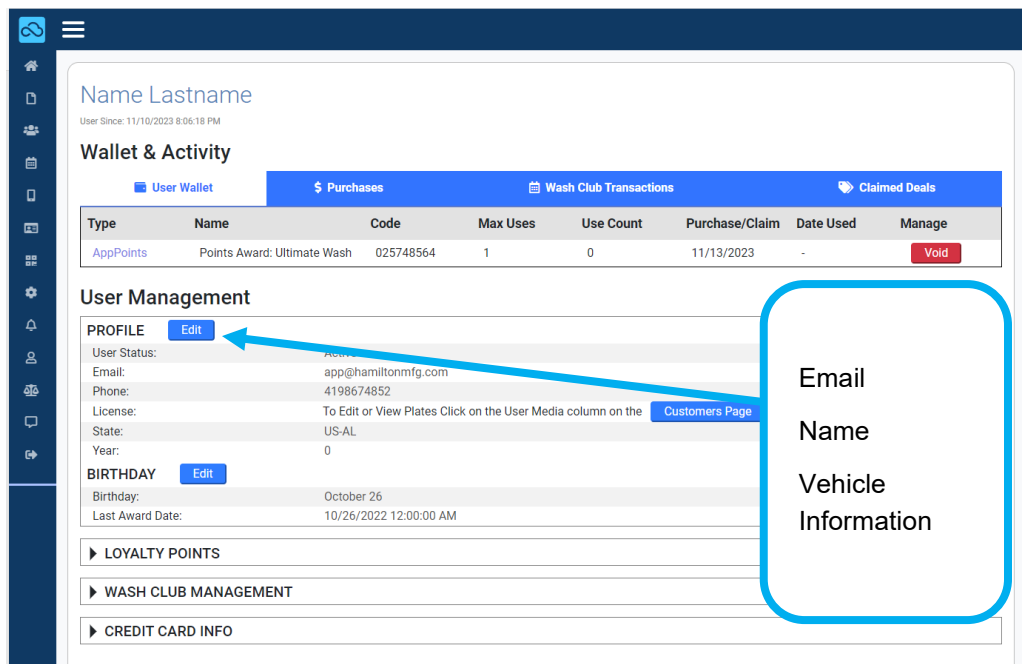 Name Lastname
User Since: 11/10/2023 8:06:18 PM
Wallet & Activity
User Wallet $ Purchases Wash Club Transactions Claimed Deals
Type Name Code Max Uses Use Count Purchase/Claim Date Used Manage
AppPoints Points Award: Ultimate Wash 025748564 1 0 11/13/2023 - Void
User Management
PROFILE Edit
User Status:
Email: app@hamiltonmfg.com
Phone: 4198674852
License: To Edit or View Plates Click on the User Media column on the Customers Page
State: US-AL
Year: 0
BIRTHDAY Edit
Birthday: October 26
Last Award Date: 10/26/2022 12:00:00 AM
LOYALTY POINTS
WASH CLUB MANAGEMENT
CREDIT CARD INFO
Email
Name
Vehicle
Information